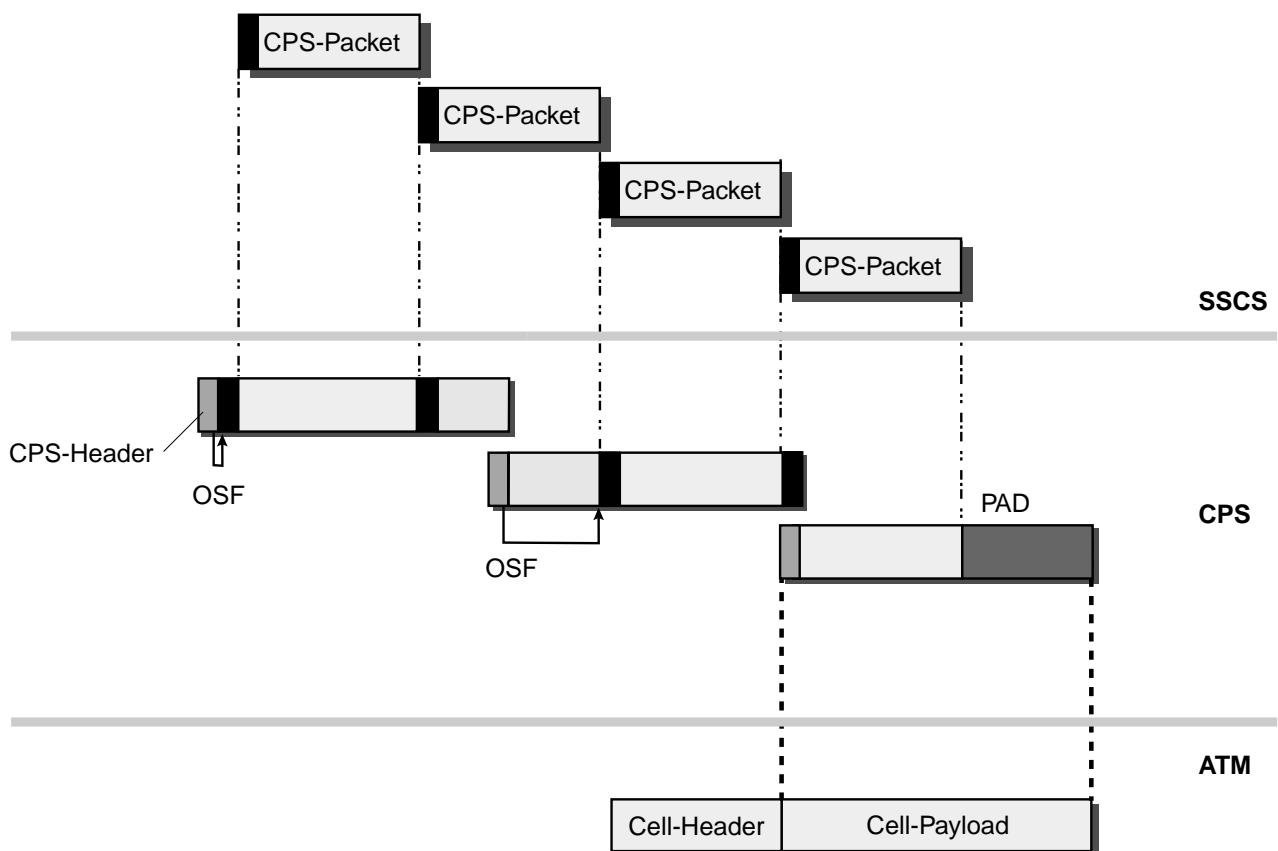 CPS-Packet
CPS-Packet
CPS-Packet
CPS-Packet
SSCS
CPS-Header
OSF
PAD
CPS
OSF
ATM
Cell-Header
Cell-Payload